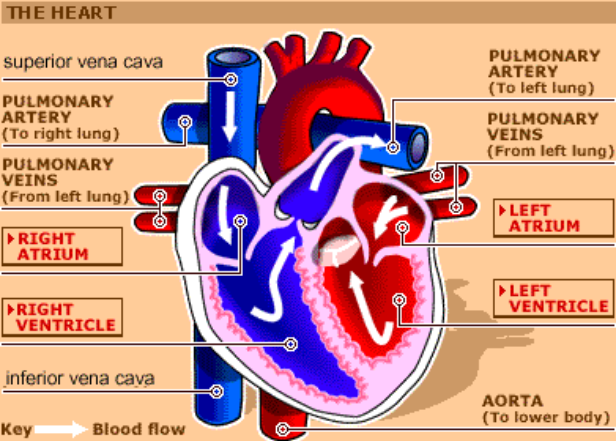 THE HEART
superior vena cava
PULMONARY
ARTERY
(To right lung)
PULMONARY
VEINS
(From left lung)
RIGHT
ATRIUM
RIGHT
VENTRICLE
inferior vena cava
Key Blood flow
PULMONARY
ARTERY
(To left lung)
PULMONARY
VEINS
(From left lung)
LEFT
ATRIUM
LEFT
VENTRICLE
AORTA
(To lower body)